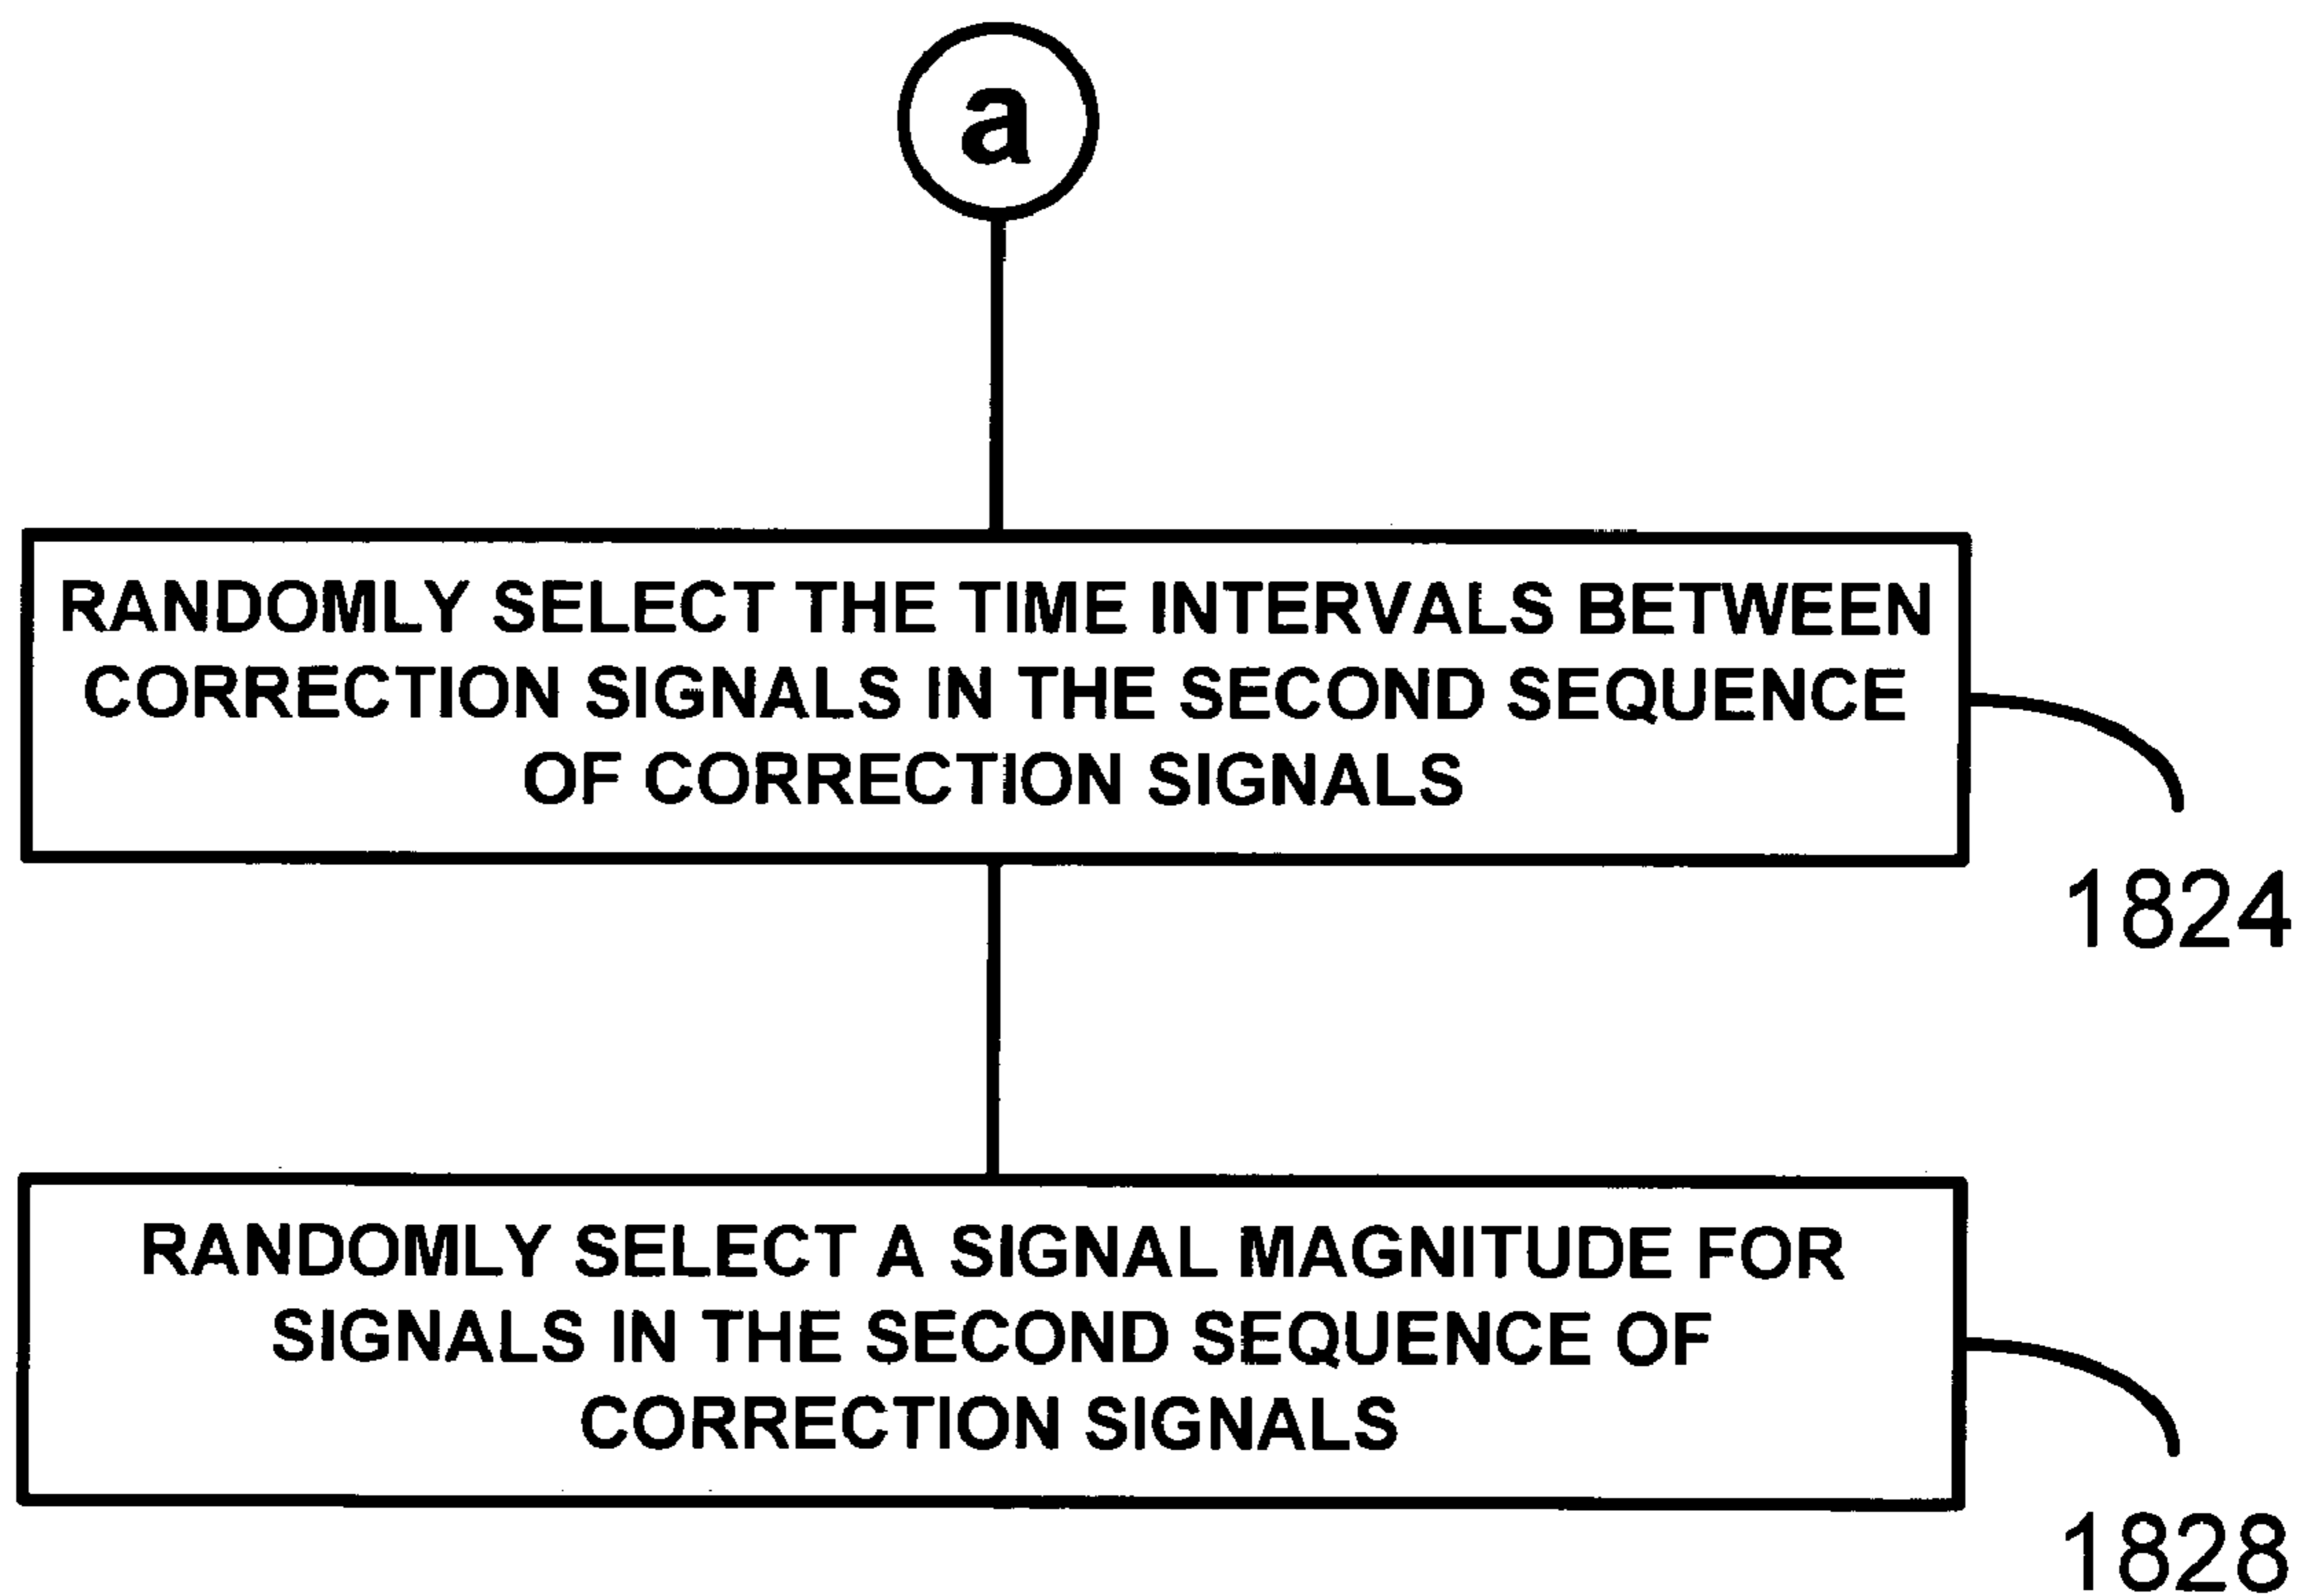 a
RANDOMLY SELECT THE TIME INTERVALS BETWEEN
CORRECTION SIGNALS IN THE SECOND SEQUENCE
OF CORRECTION SIGNALS
1824
RANDOMLY SELECT A SIGNAL MAGNITUDE FOR
SIGNALS IN THE SECOND SEQUENCE OF
CORRECTION SIGNALS
1828